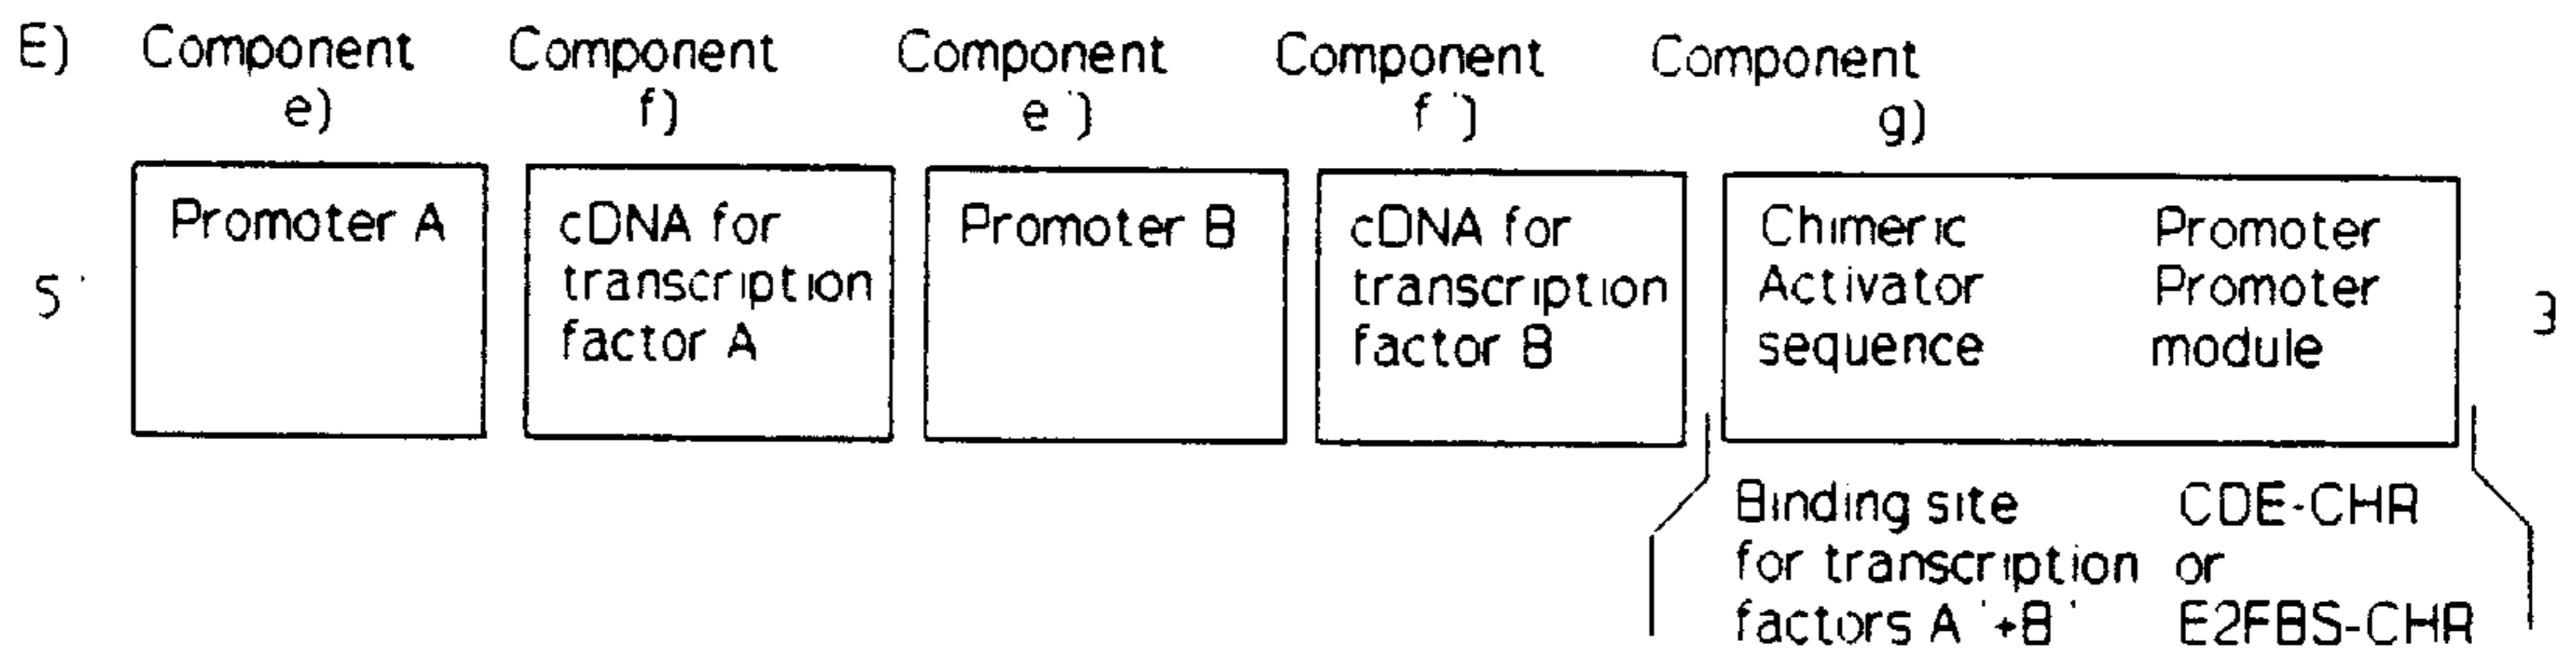 E) Component Component Component Component Component
e) f) e') f') g)
Promoter A cDNA for Promoter B cDNA for Chimeric Promoter
transcription transcription Activator Promoter
5' factor A factor B sequence module 3
Binding site CDE-CHR
for transcription or
factors A'+B' E2FBS-CHR